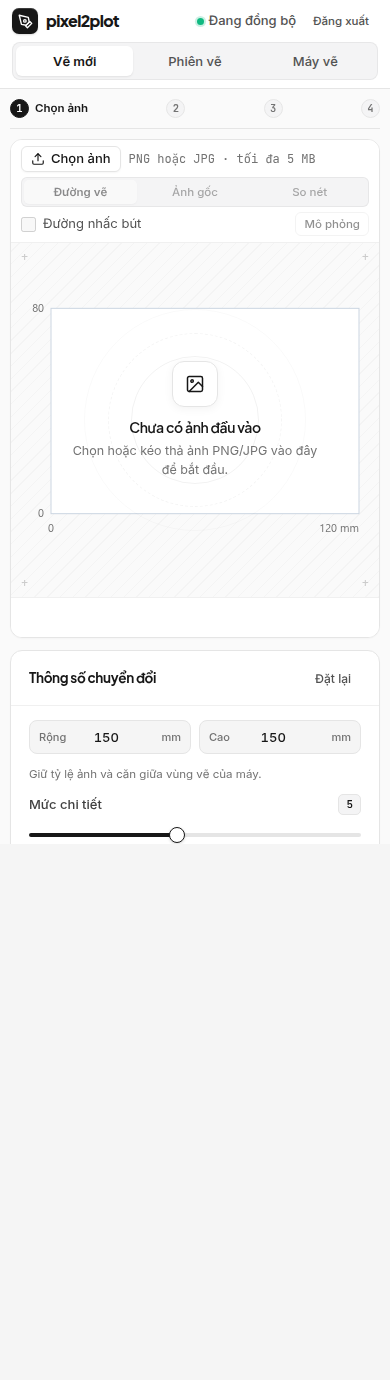 pixel2plot
Đang đồng bộ
Đăng xuất
Vẽ mới
Phiên vẽ
Máy vẽ
1 Chọn ảnh
2
3
4
Chọn ảnh
PNG hoặc JPG · tối đa 5 MB
Đường vẽ
Ảnh gốc
So nét
Đường nhấc bút
Mô phỏng
80
Chưa có ảnh đầu vào
Chọn hoặc kéo thả ảnh PNG/JPG vào đây
để bắt đầu.
0
0
120 mm
Thông số chuyển đổi
Đặt lại
Rộng 150 mm
Cao 150 mm
Giữ tỷ lệ ảnh và căn giữa vùng vẽ của máy.
Mức chi tiết
5